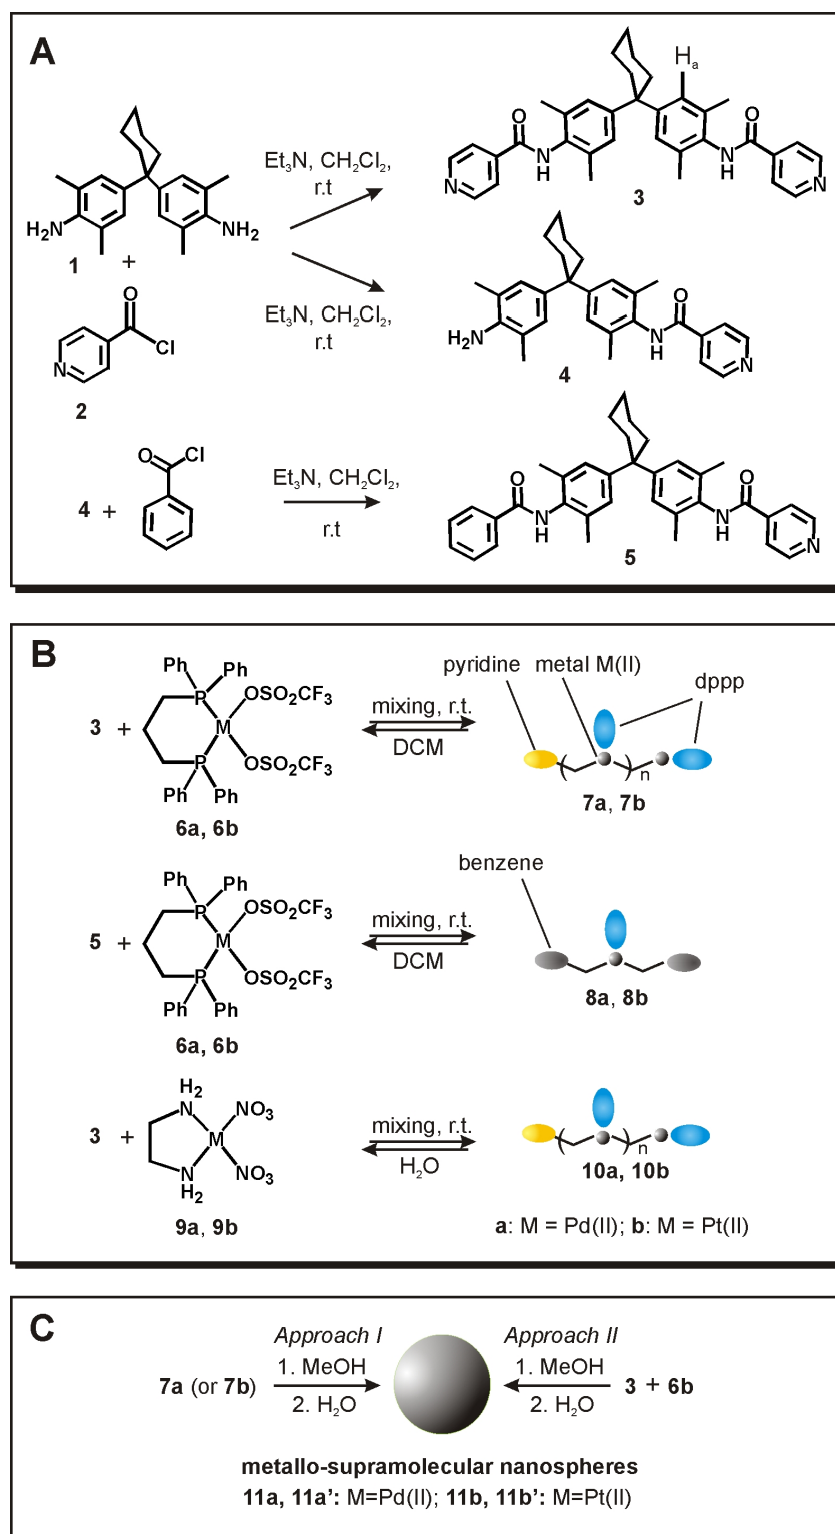 A
Et₃N, CH₂Cl₂,
r.t
Hₐ
O
NH
N
O
NH
N
3
H₂N
NH₂
1
+
O
Cl
N
2
Et₃N, CH₂Cl₂,
r.t
H₂N
O
N
H
N
4
4 +
O
Cl
Et₃N, CH₂Cl₂,
r.t
O
N
H
O
N
H
N
5
B
Ph
Ph
P
OSO₂CF₃
3 +
M
P
OSO₂CF₃
Ph
Ph
6a, 6b
mixing, r.t.
DCM
pyridine
metal M(II)
dppp
n
7a, 7b
Ph
Ph
P
OSO₂CF₃
5 +
M
P
OSO₂CF₃
Ph
Ph
6a, 6b
mixing, r.t.
DCM
benzene
8a, 8b
H₂
N
NO₃
3 +
M
N
H₂
NO₃
9a, 9b
mixing, r.t.
H₂O
n
10a, 10b
a: M = Pd(II); b: M = Pt(II)
C
Approach I
Approach II
7a (or 7b)
1. MeOH
2. H₂O
1. MeOH
2. H₂O
3 + 6b
metallo-supramolecular nanospheres
11a, 11a’: M=Pd(II); 11b, 11b’: M=Pt(II)